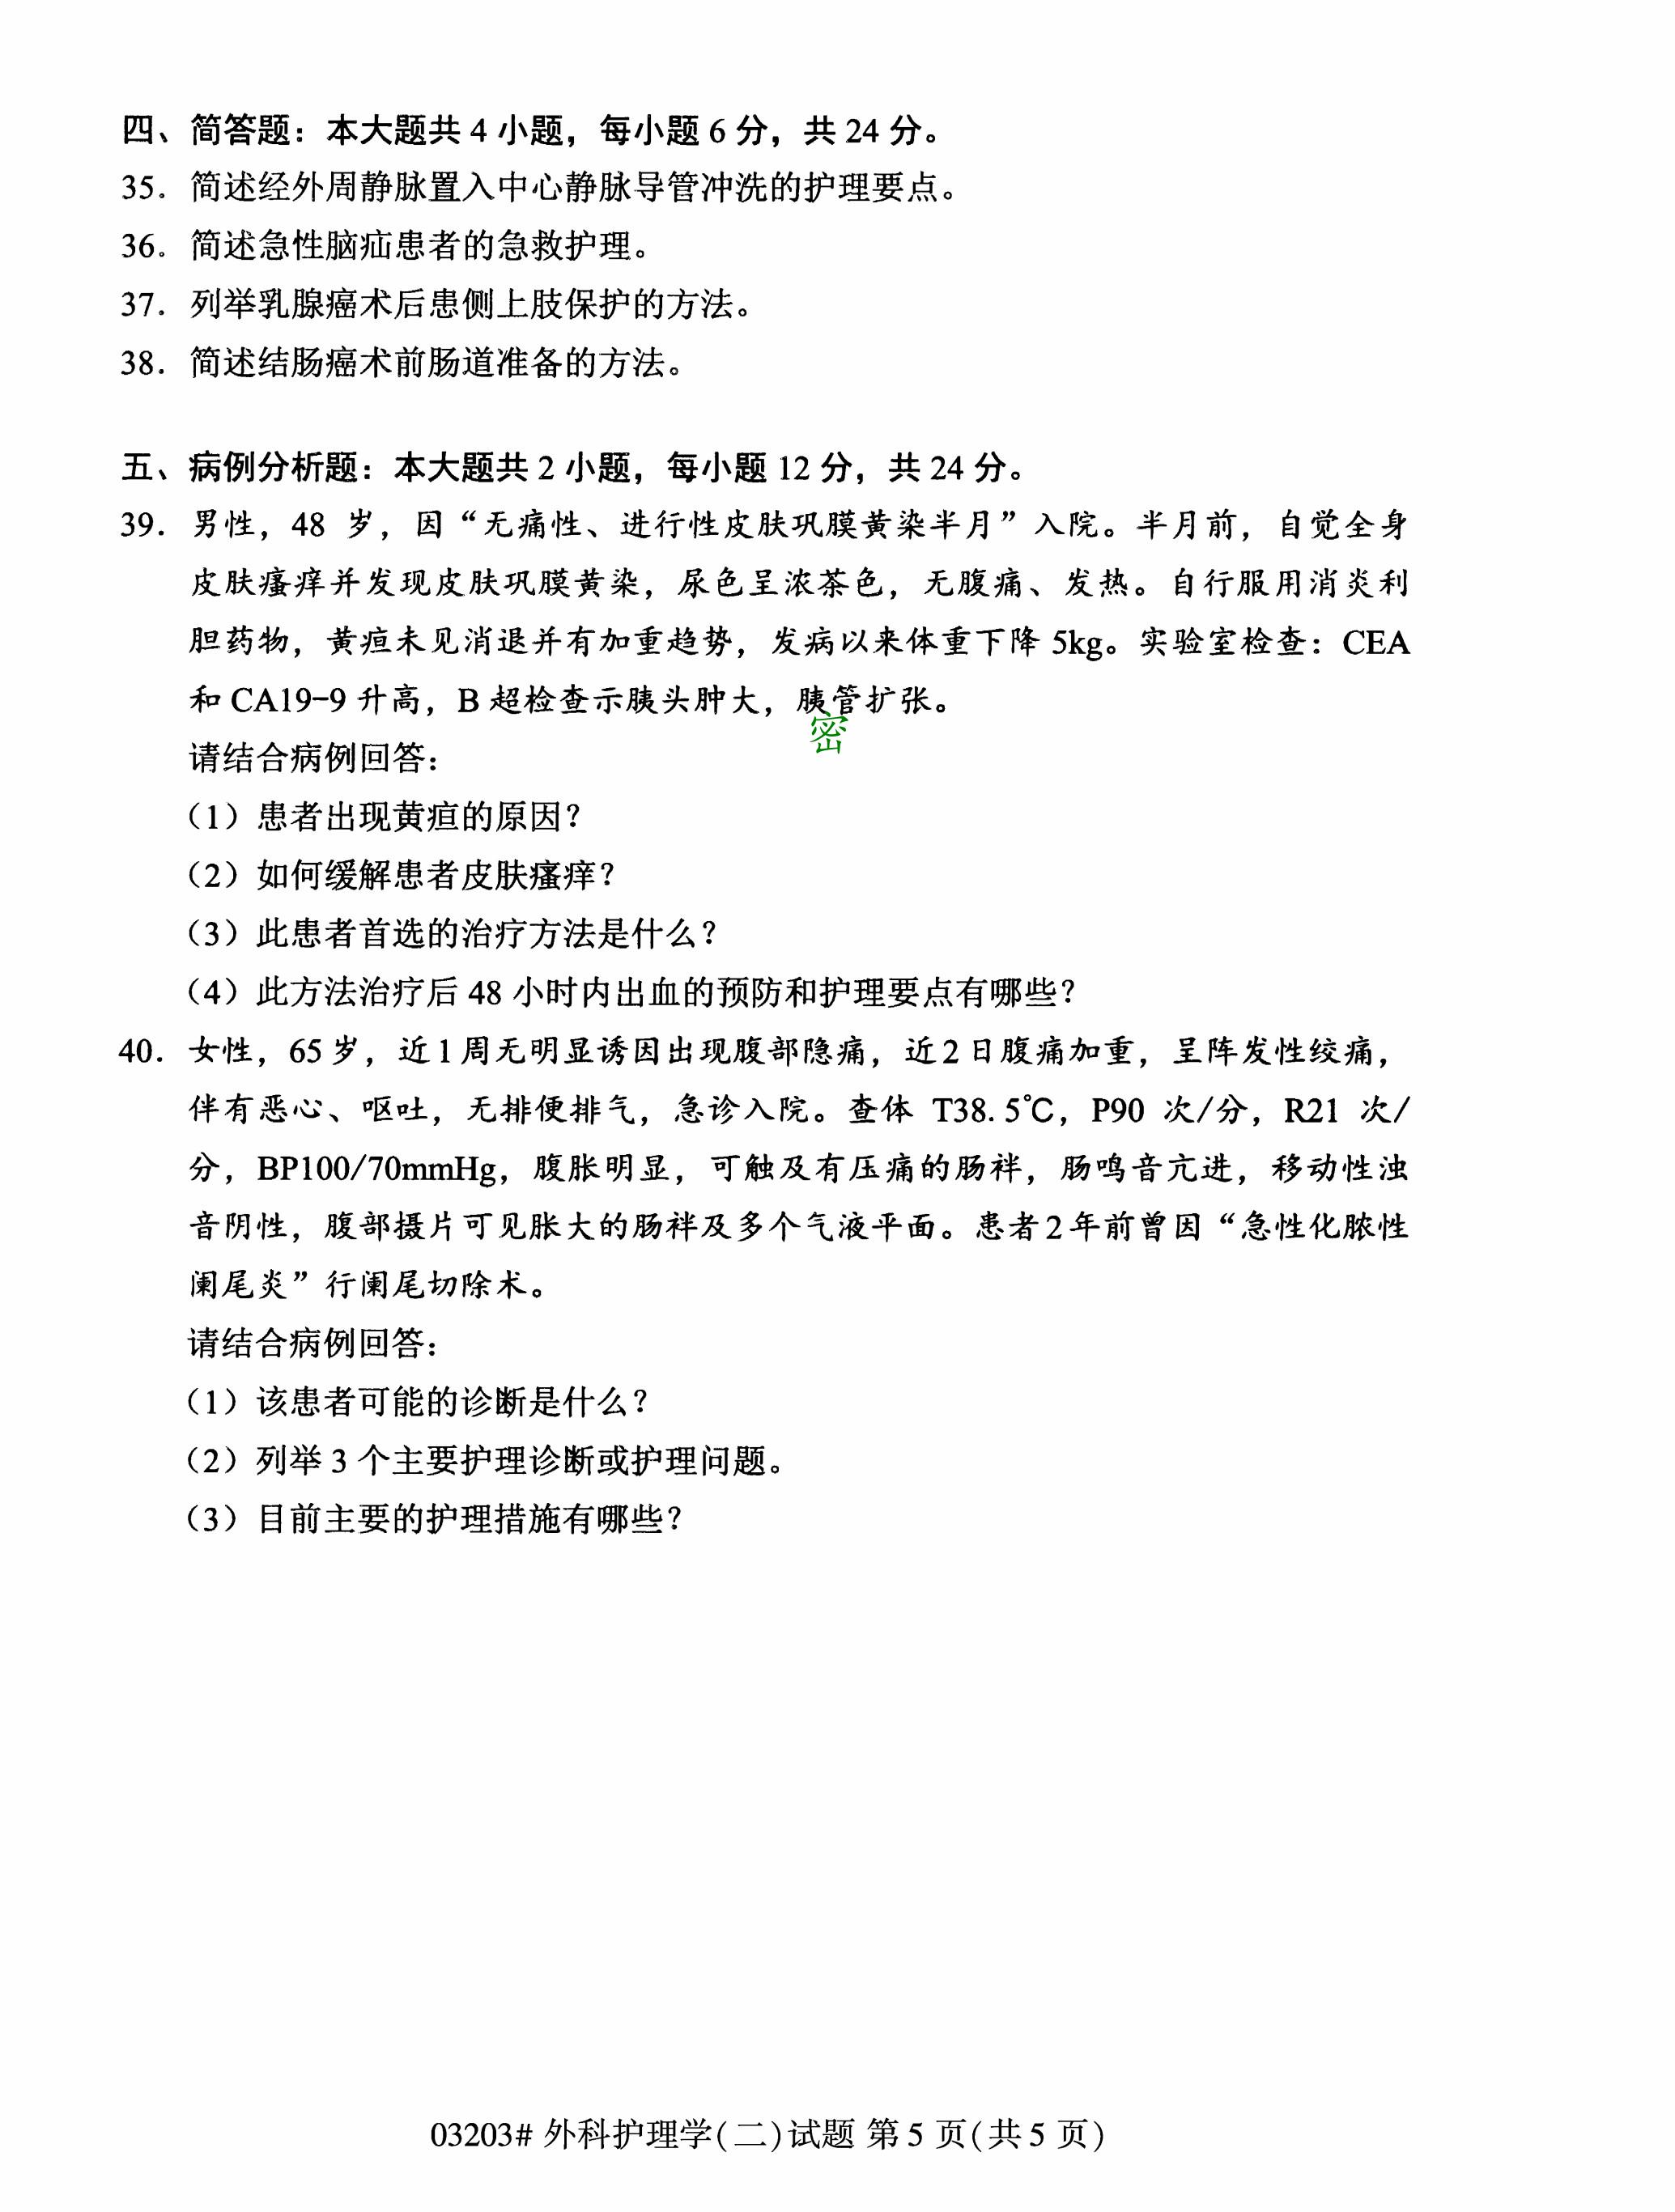 四、简答题：本大题共 4 小题，每小题 6 分，共 24 分。
35. 简述经外周静脉置入中心静脉导管冲洗的护理要点。
36. 简述急性脑疝患者的急救护理。
37. 列举乳腺癌术后患侧上肢保护的方法。
38. 简述结肠癌术前肠道准备的方法。
五、病例分析题：本大题共 2 小题，每小题 12 分，共 24 分。
39. 男性，48 岁，因“无痛性、进行性皮肤巩膜黄染半月”入院。半月前，自觉全身
皮肤瘙痒并发现皮肤巩膜黄染，尿色呈浓茶色，无腹痛、发热。自行服用消炎利
胆药物，黄疸未见消退并有加重趋势，发病以来体重下降 5kg。实验室检查：CEA
和 CA19-9 升高，B 超检查示胰头肿大，胰管扩张。
密
请结合病例回答：
（1）患者出现黄疸的原因？
（2）如何缓解患者皮肤瘙痒？
（3）此患者首选的治疗方法是什么？
（4）此方法治疗后 48 小时内出血的预防和护理要点有哪些？
40. 女性，65 岁，近 1 周无明显诱因出现腹部隐痛，近 2 日腹痛加重，呈阵发性绞痛，
伴有恶心、呕吐，无排便排气，急诊入院。查体 T38.5℃，P90 次/分，R21 次/
分，BP100/70mmHg，腹胀明显，可触及有压痛的肠袢，肠鸣音亢进，移动性浊
音阴性，腹部摄片可见胀大的肠袢及多个气液平面。患者 2 年前曾因“急性化脓性
阑尾炎”行阑尾切除术。
请结合病例回答：
（1）该患者可能的诊断是什么？
（2）列举 3 个主要护理诊断或护理问题。
（3）目前主要的护理措施有哪些？
03203# 外科护理学(二)试题 第 5 页(共 5 页)